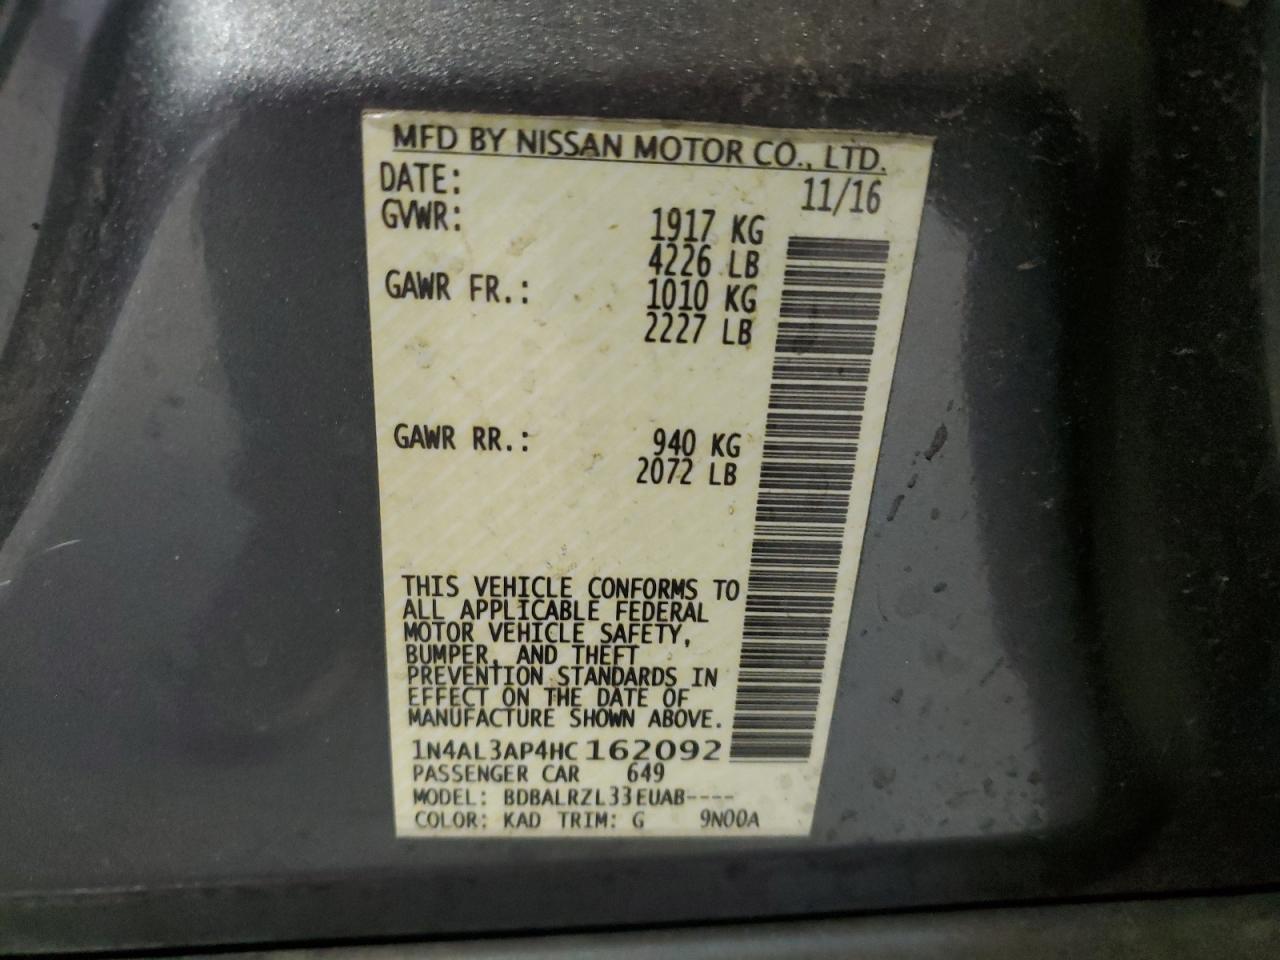 MFD BY NISSAN MOTOR CO., LTD.
DATE: 11/16
GVWR: 1917 KG
4226 LB
GAWR FR.: 1010 KG
2227 LB
GAWR RR.: 940 KG
2072 LB
THIS VEHICLE CONFORMS TO
ALL APPLICABLE FEDERAL
MOTOR VEHICLE SAFETY,
BUMPER, AND THEFT
PREVENTION STANDARDS IN
EFFECT ON THE DATE OF
MANUFACTURE SHOWN ABOVE.
1N4AL3AP4HC162092
PASSENGER CAR 649
MODEL: BDBALRZL33EUAB----
COLOR: KAD TRIM: G 9N00A